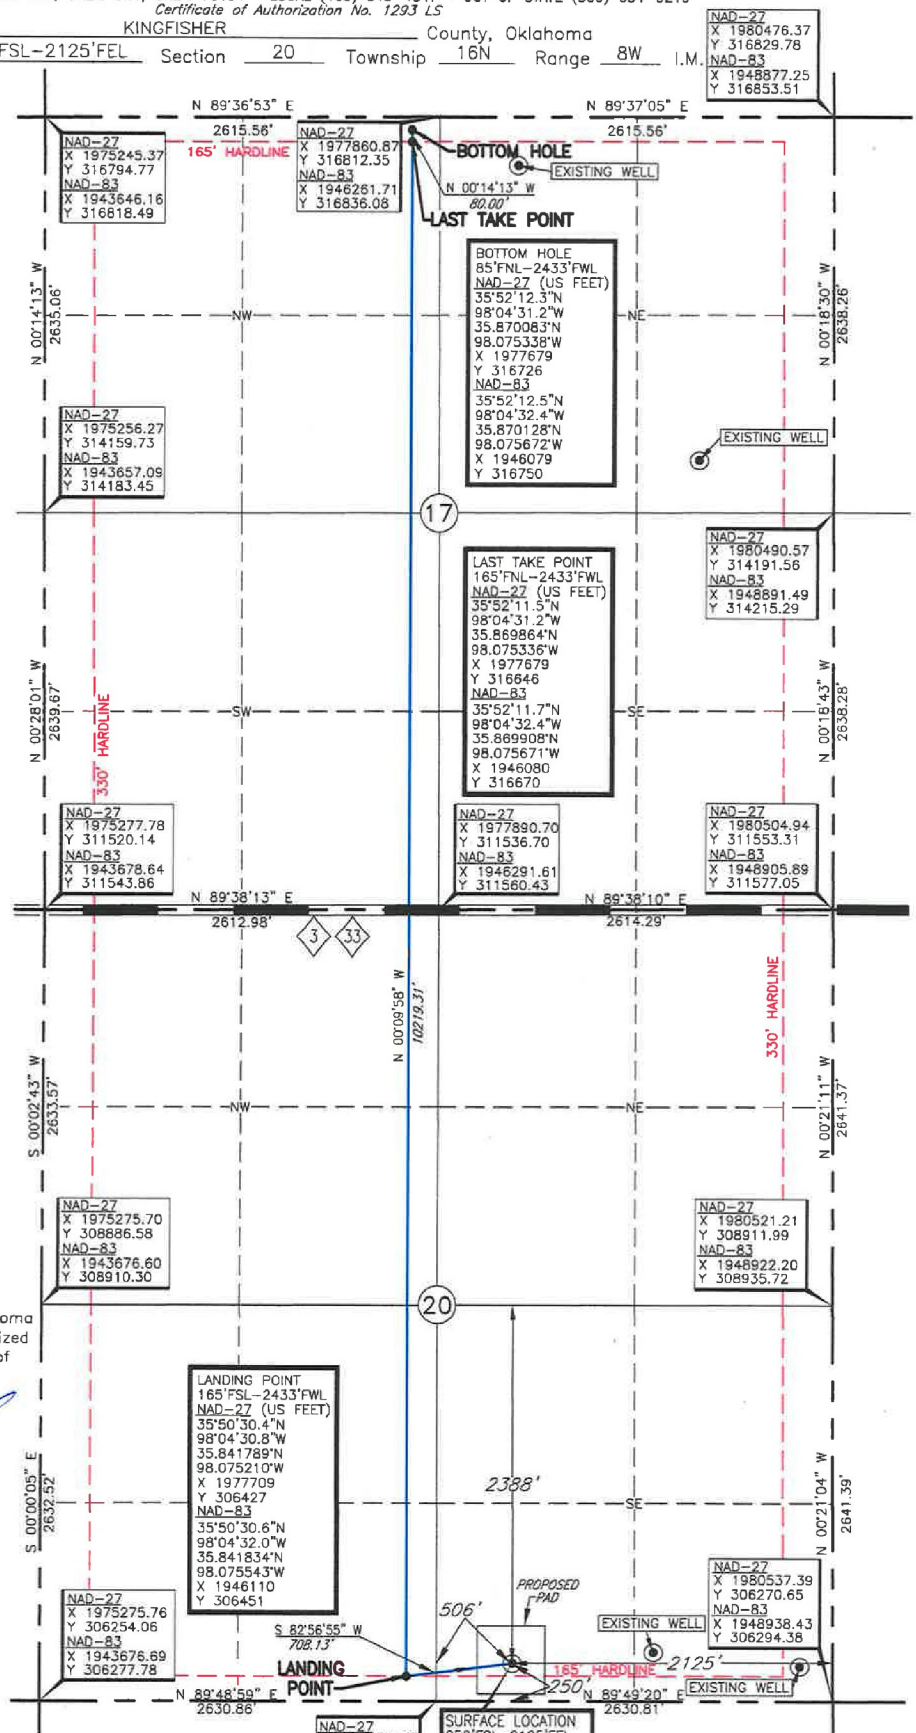 Certificate of Authorization No. 1293 LS
KINGFISHER County, Oklahoma
FSL-2125'FEL Section 20 Township 16N Range 8W I.M.
NAD-27
X 1980476.37
Y 316829.78
NAD-83
X 1948877.25
Y 316853.51
N 89°36'53" E
2615.56'
N 89°37'05" E
2615.56'
NAD-27
X 1975245.37
Y 316794.77
NAD-83
X 1943646.16
Y 316818.49
165' HARDLINE
NAD-27
X 1977860.87
Y 316812.35
NAD-83
X 1946261.71
Y 316836.08
BOTTOM HOLE
EXISTING WELL
N 00°14'13" W
80.00'
LAST TAKE POINT
BOTTOM HOLE
85'FNL-2433'FWL
NAD-27 (US FEET)
35°52'12.3"N
98°04'31.2"W
35.870083°N
98.075338°W
X 1977679
Y 316726
NAD-83
35°52'12.5"N
98°04'32.4"W
35.870128°N
98.075672°W
X 1946079
Y 316750
N 00°14'13" W
2635.06'
NW
NE
N 00°18'30" W
2638.26'
NAD-27
X 1975256.27
Y 314159.73
NAD-83
X 1943657.09
Y 314183.45
EXISTING WELL
17
NAD-27
X 1980490.57
Y 314191.56
NAD-83
X 1948891.49
Y 314215.29
LAST TAKE POINT
165'FNL-2433'FWL
NAD-27 (US FEET)
35°52'11.5"N
98°04'31.2"W
35.869864°N
98.075336°W
X 1977679
Y 316646
NAD-83
35°52'11.7"N
98°04'32.4"W
35.869908°N
98.075671°W
X 1946080
Y 316670
N 00°28'01" W
2639.67'
330' HARDLINE
SW
SE
N 00°18'43" W
2638.28'
NAD-27
X 1975277.78
Y 311520.14
NAD-83
X 1943678.64
Y 311543.86
NAD-27
X 1977890.70
Y 311536.70
NAD-83
X 1946291.61
Y 311560.43
NAD-27
X 1980504.94
Y 311553.31
NAD-83
X 1948905.89
Y 311577.05
N 89°38'13" E
2612.98'
N 89°38'10" E
2614.29'
3
33
N 00°09'58" W
10219.31'
330' HARDLINE
S 00°02'43" W
2633.57'
NW
NE
N 00°21'11" W
2641.37'
NAD-27
X 1975275.70
Y 308886.58
NAD-83
X 1943676.60
Y 308910.30
NAD-27
X 1980521.21
Y 308911.99
NAD-83
X 1948922.20
Y 308935.72
20
oma
ized
of
LANDING POINT
165'FSL-2433'FWL
NAD-27 (US FEET)
35°50'30.4"N
98°04'30.8"W
35.841789°N
98.075210°W
X 1977709
Y 306427
NAD-83
35°50'30.6"N
98°04'32.0"W
35.841834°N
98.075543°W
X 1946110
Y 306451
S 00°00'05" E
2632.52'
2388'
SE
N 00°21'04" W
2641.39'
NAD-27
X 1975275.76
Y 306254.06
NAD-83
X 1943676.69
Y 306277.78
NAD-27
X 1980537.39
Y 306270.65
NAD-83
X 1948938.43
Y 306294.38
PROPOSED
PAD
506'
EXISTING WELL
S 82°56'55" W
708.13'
LANDING
POINT
165' HARDLINE
2125'
250'
EXISTING WELL
N 89°48'59" E
2630.86'
N 89°49'20" E
2630.81'
NAD-27
SURFACE LOCATION